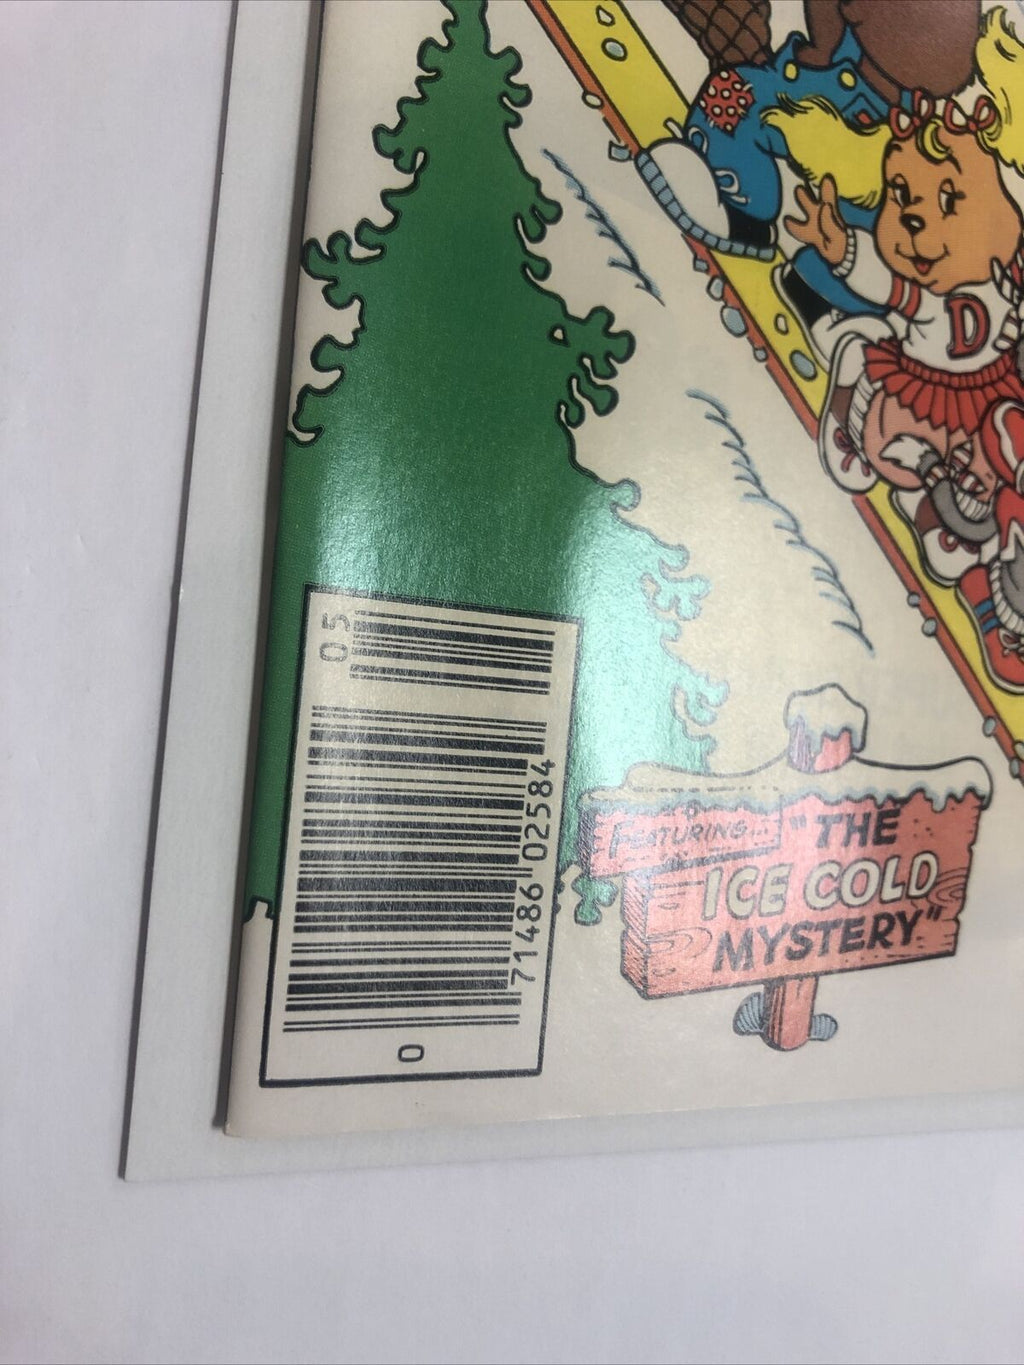 D
05
0 71486 02584
FEATURING...
"THE
ICE COLD
MYSTERY"